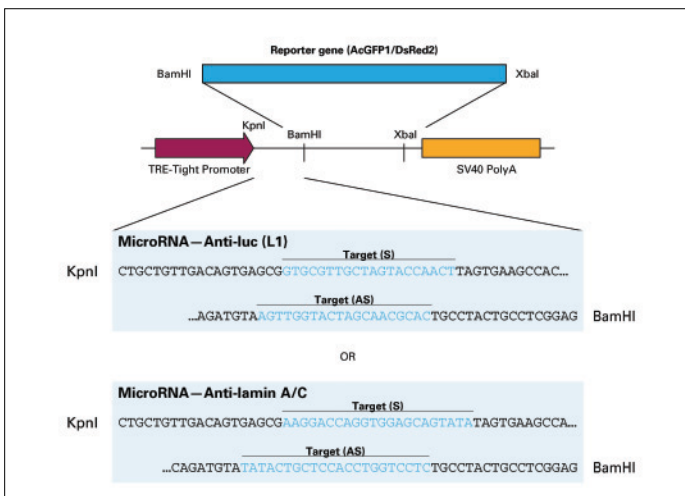 Reporter gene (AcGFP1/DsRed2)
BamHI
XbaI
KpnI
BamHI
XbaI
TRE-Tight Promoter
SV40 PolyA
MicroRNA—Anti-luc (L1)
Target (S)
KpnI CTGCTGTTGACAGTGAGCGGTGCGTTGCTAGTACCAACTTAGTGAAGCCAC...
Target (AS)
...AGATGTAAGTTGGTACTAGCAACGCACTGCCTACTGCCTCGGAG BamHI
OR
MicroRNA—Anti-lamin A/C
Target (S)
KpnI CTGCTGTTGACAGTGAGCGAAGGACCAGGTGGAGCAGTATATAGTGAAGCCA...
Target (AS)
...CAGATGTATATACTGCTCCACCTGGTCCTCTGCCTACTGCCTCGGAG BamHI